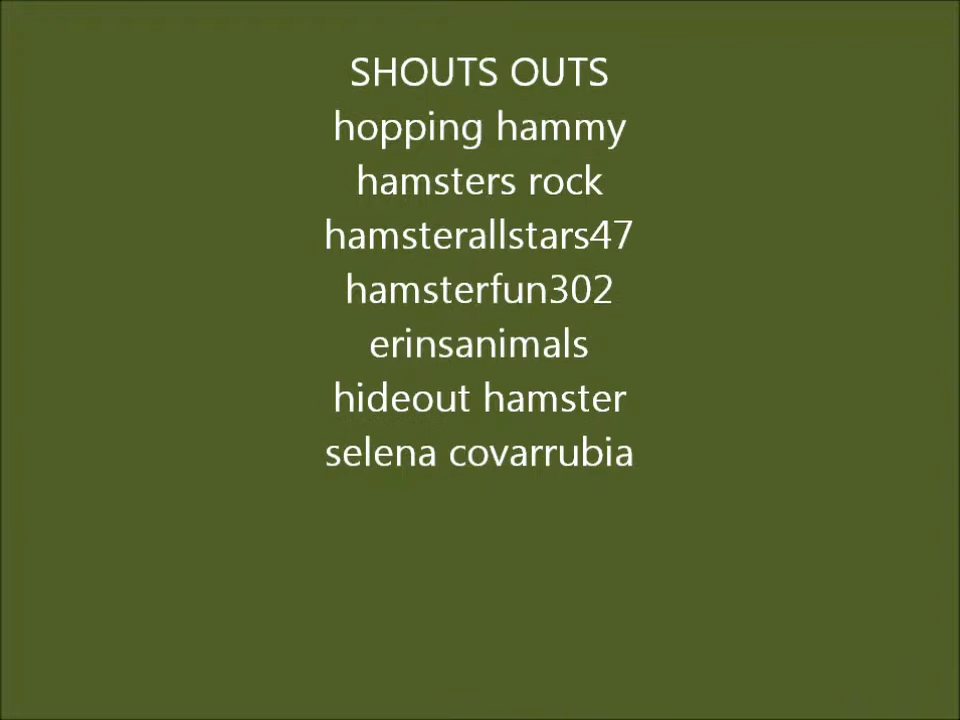 SHOUTS OUTS
hopping hammy
hamsters rock
hamsterallstars47
hamsterfun302
erinsanimals
hideout hamster
selena covarrubia